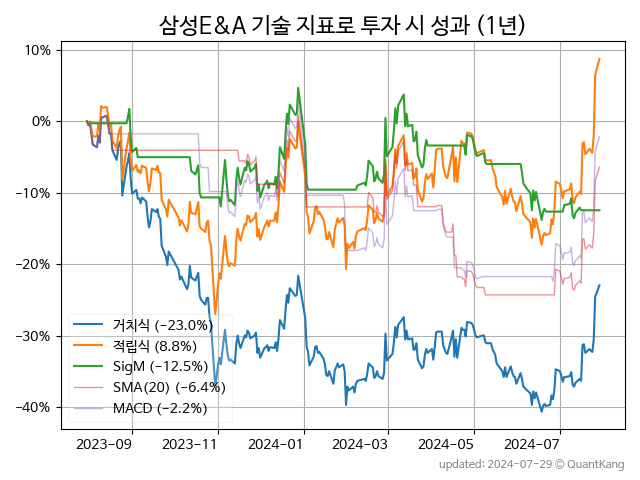 삼성E&A 기술 지표로 투자 시 성과 (1년)
10%
0%
−10%
−20%
−30%
−40%
거치식 (−23.0%)
적립식 (8.8%)
SigM (−12.5%)
SMA(20) (−6.4%)
MACD (−2.2%)
2023−09
2023−11
2024−01
2024−03
2024−05
2024−07
updated: 2024-07-29 © QuantKang